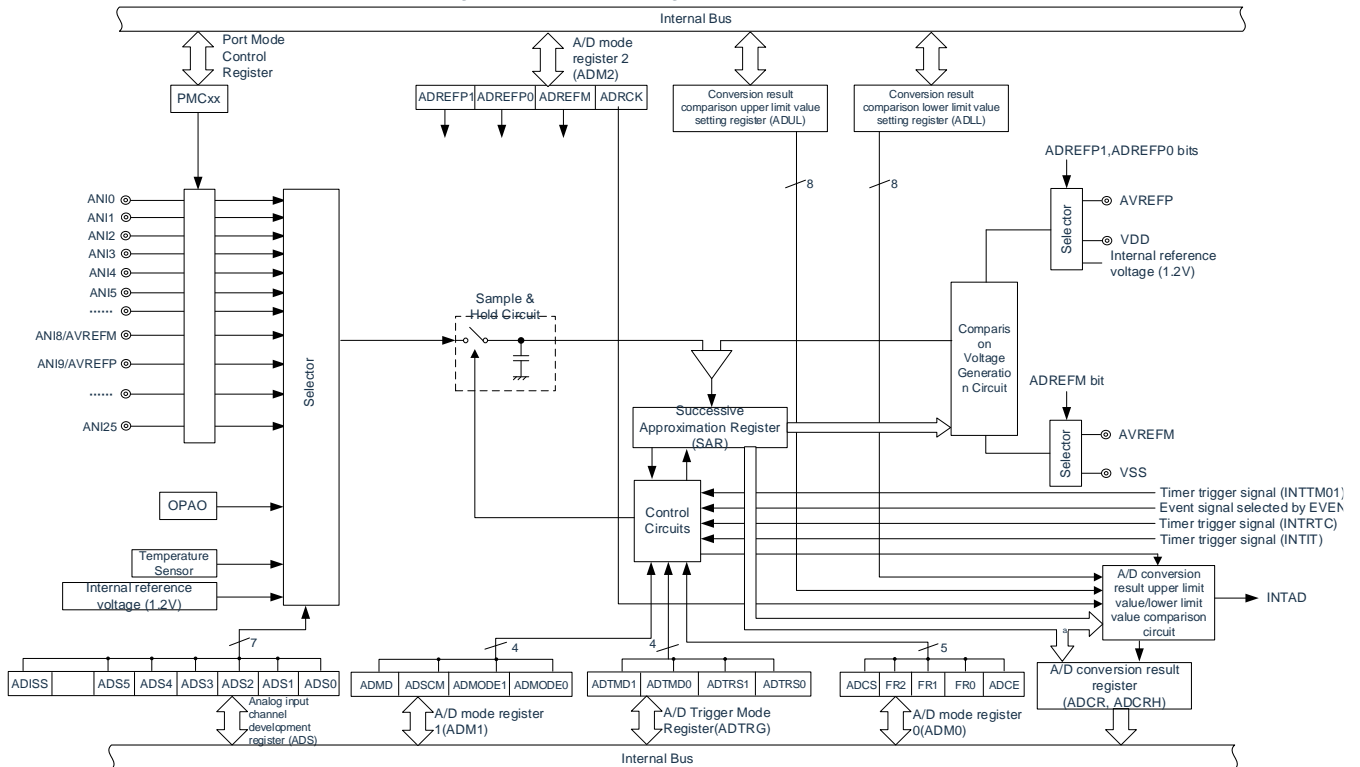 Internal Bus
Port Mode
Control
Register
A/D mode
register 2
(ADM2)
PMCxx
ADREFP1 ADREFP0 ADREFM ADRCK
Conversion result
comparison upper limit value
setting register (ADUL)
Conversion result
comparison lower limit value
setting register (ADLL)
8
8
ADREFP1,ADREFP0 bits
Selector
AVREFP
VDD
Internal reference
voltage (1.2V)
ANI0
ANI1
ANI2
ANI3
ANI4
ANI5
......
ANI8/AVREFM
ANI9/AVREFP
......
ANI25
Selector
Sample &
Hold Circuit
Comparis
on
Voltage
Generatio
n Circuit
ADREFM bit
Selector
AVREFM
VSS
Successive
Approximation Register
(SAR)
OPAO
Control
Circuits
Timer trigger signal (INTTM01)
Event signal selected by EVEN
Timer trigger signal (INTRTC)
Timer trigger signal (INTIT)
Temperature
Sensor
Internal reference
voltage (1.2V)
A/D conversion
result upper limit
value/lower limit
value comparison
circuit
INTAD
7
4
4
5
ADISS ADS5 ADS4 ADS3 ADS2 ADS1 ADS0
ADMD ADSCM ADMODE1 ADMODE0
ADTMD1 ADTMD0 ADTRS1 ADTRS0
ADCS FR2 FR1 FR0 ADCE
A/D conversion result
register
(ADCR, ADCRH)
Analog input
channel
development
register (ADS)
A/D mode register
1(ADM1)
A/D Trigger Mode
Register(ADTRG)
A/D mode register
0(ADM0)
Internal Bus